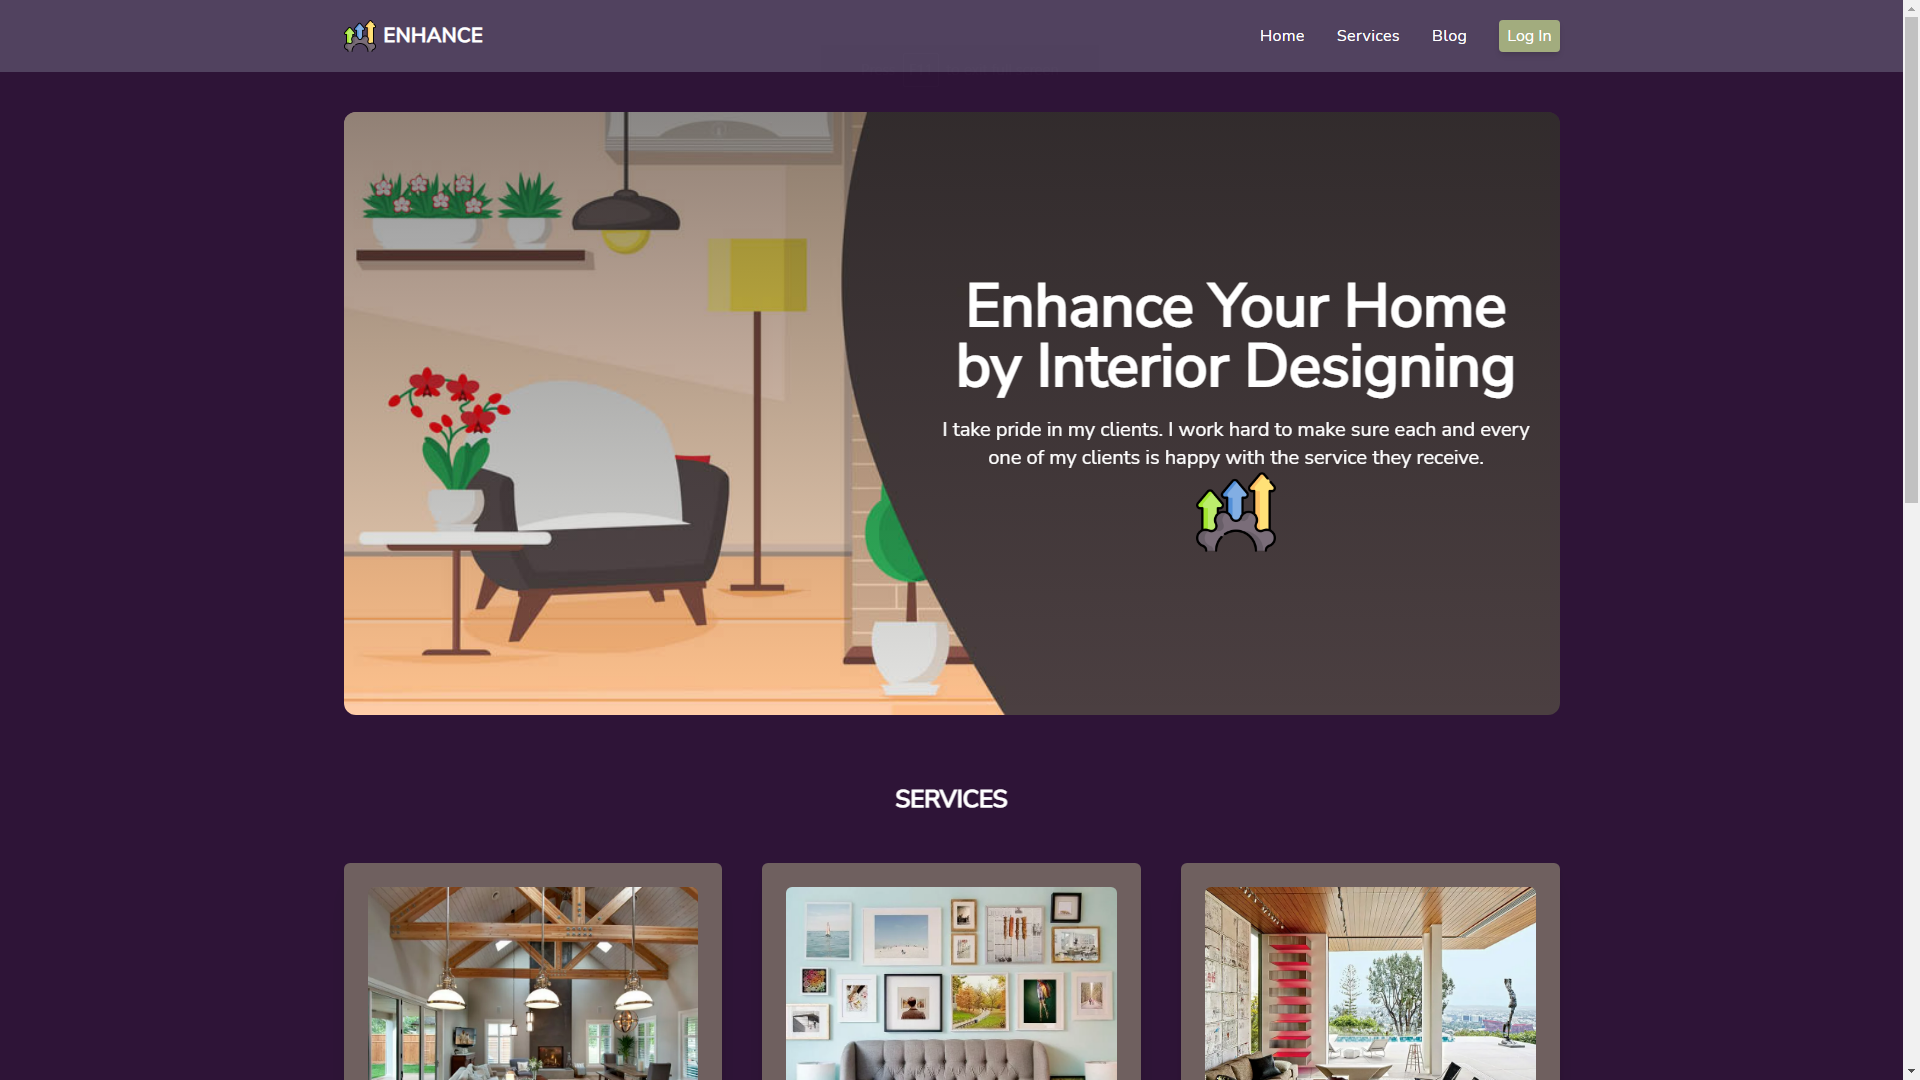 ENHANCE
Home
Services
Blog
Log In
Enhance Your Home
by Interior Designing
I take pride in my clients. I work hard to make sure each and every
one of my clients is happy with the service they receive.
SERVICES